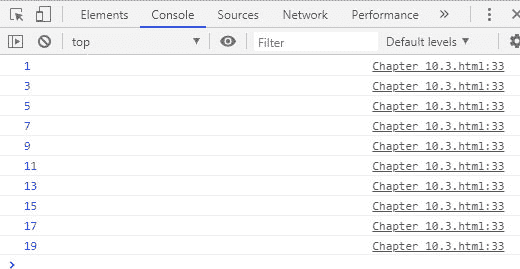 Elements Console Sources Network Performance »
top ▼ Filter Default levels ▼
1 Chapter 10.3.html:33
3 Chapter 10.3.html:33
5 Chapter 10.3.html:33
7 Chapter 10.3.html:33
9 Chapter 10.3.html:33
11 Chapter 10.3.html:33
13 Chapter 10.3.html:33
15 Chapter 10.3.html:33
17 Chapter 10.3.html:33
19 Chapter 10.3.html:33
>